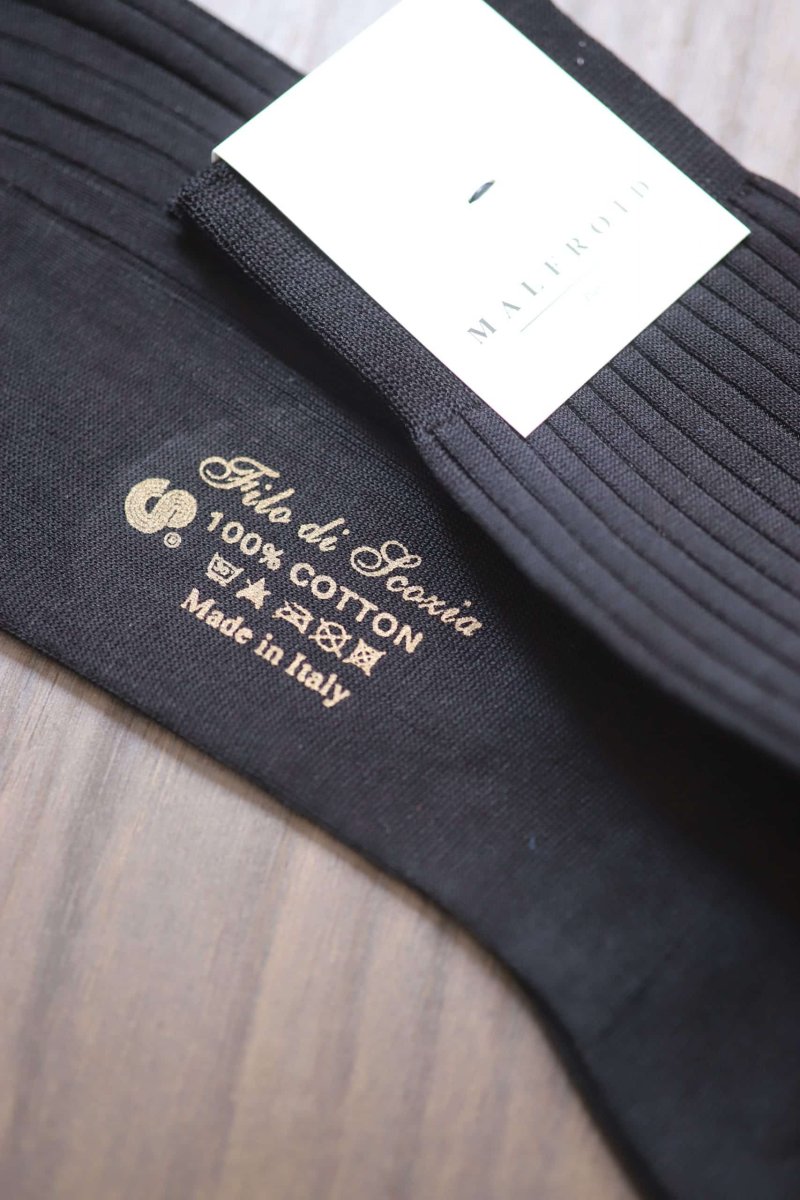 MALFROID
Filo di Scozia
100% COTTON
Made in Italy